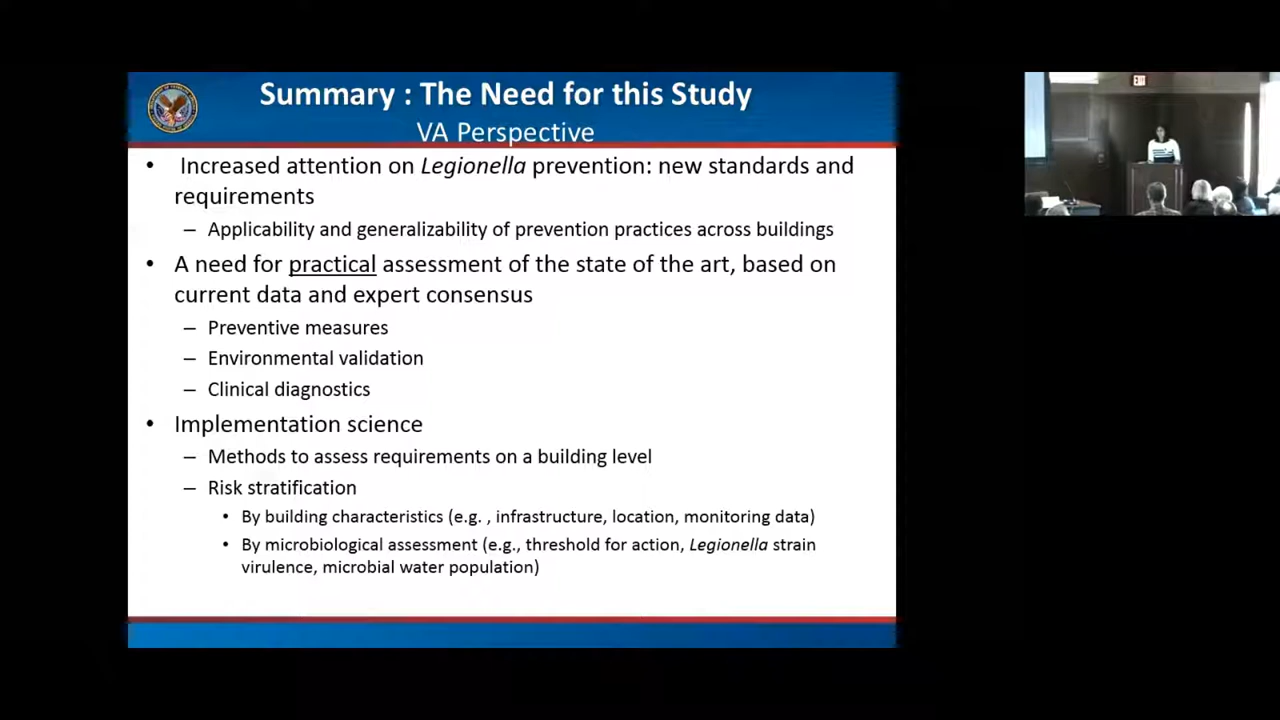 Summary : The Need for this Study
VA Perspective
• Increased attention on Legionella prevention: new standards and
requirements
– Applicability and generalizability of prevention practices across buildings
• A need for practical assessment of the state of the art, based on
current data and expert consensus
– Preventive measures
– Environmental validation
– Clinical diagnostics
• Implementation science
– Methods to assess requirements on a building level
– Risk stratification
• By building characteristics (e.g. , infrastructure, location, monitoring data)
• By microbiological assessment (e.g., threshold for action, Legionella strain
virulence, microbial water population)
EXIT